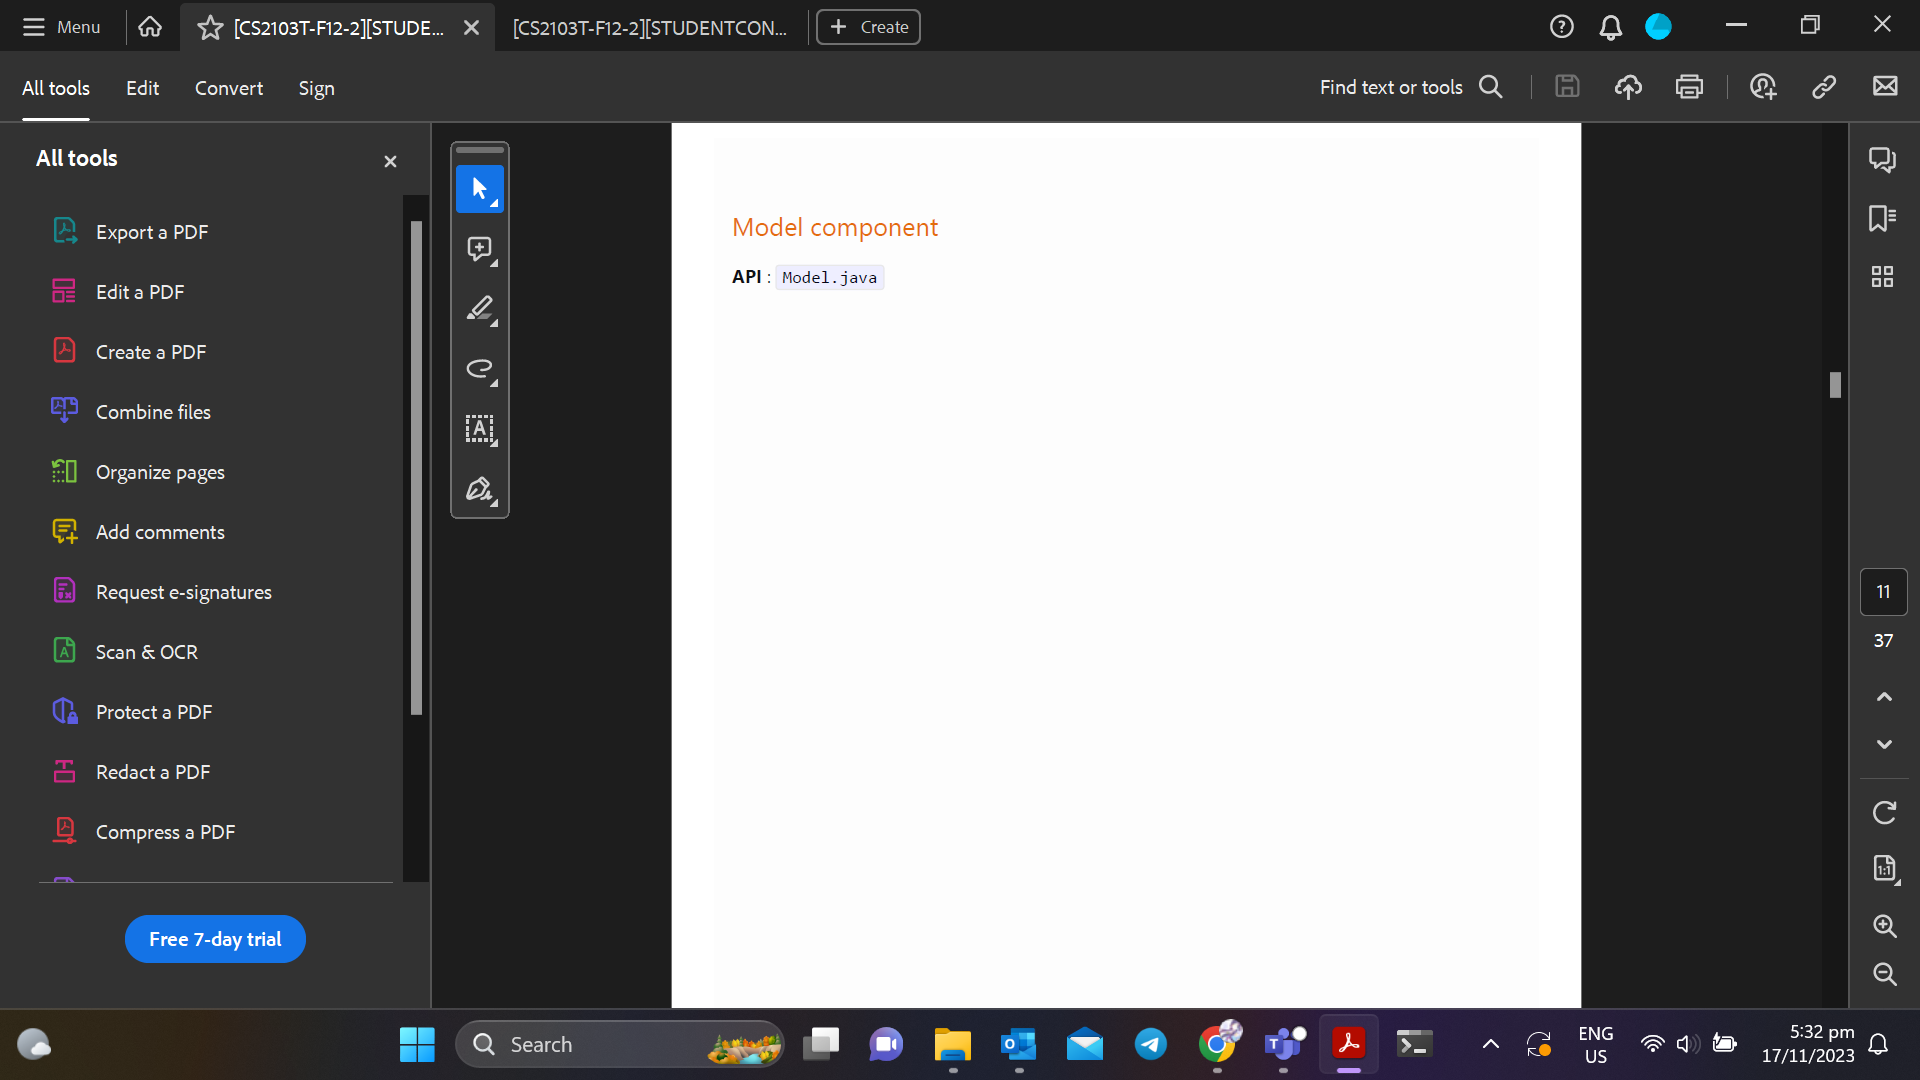 Menu
[CS2103T-F12-2][STUDE...
[CS2103T-F12-2][STUDENTCON...
Create
All tools
Edit
Convert
Sign
Find text or tools
All tools
Export a PDF
Edit a PDF
Create a PDF
Combine files
Organize pages
Add comments
Request e-signatures
Scan & OCR
Protect a PDF
Redact a PDF
Compress a PDF
Free 7-day trial
Model component
API : Model.java
11
37
Search
ENG
US
5:32 pm
17/11/2023